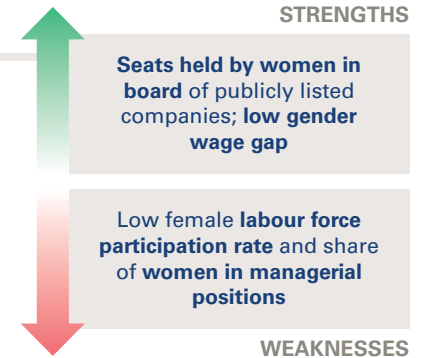 STRENGTHS
Seats held by women in
board of publicly listed
companies; low gender
wage gap
Low female labour force
participation rate and share
of women in managerial
positions
WEAKNESSES